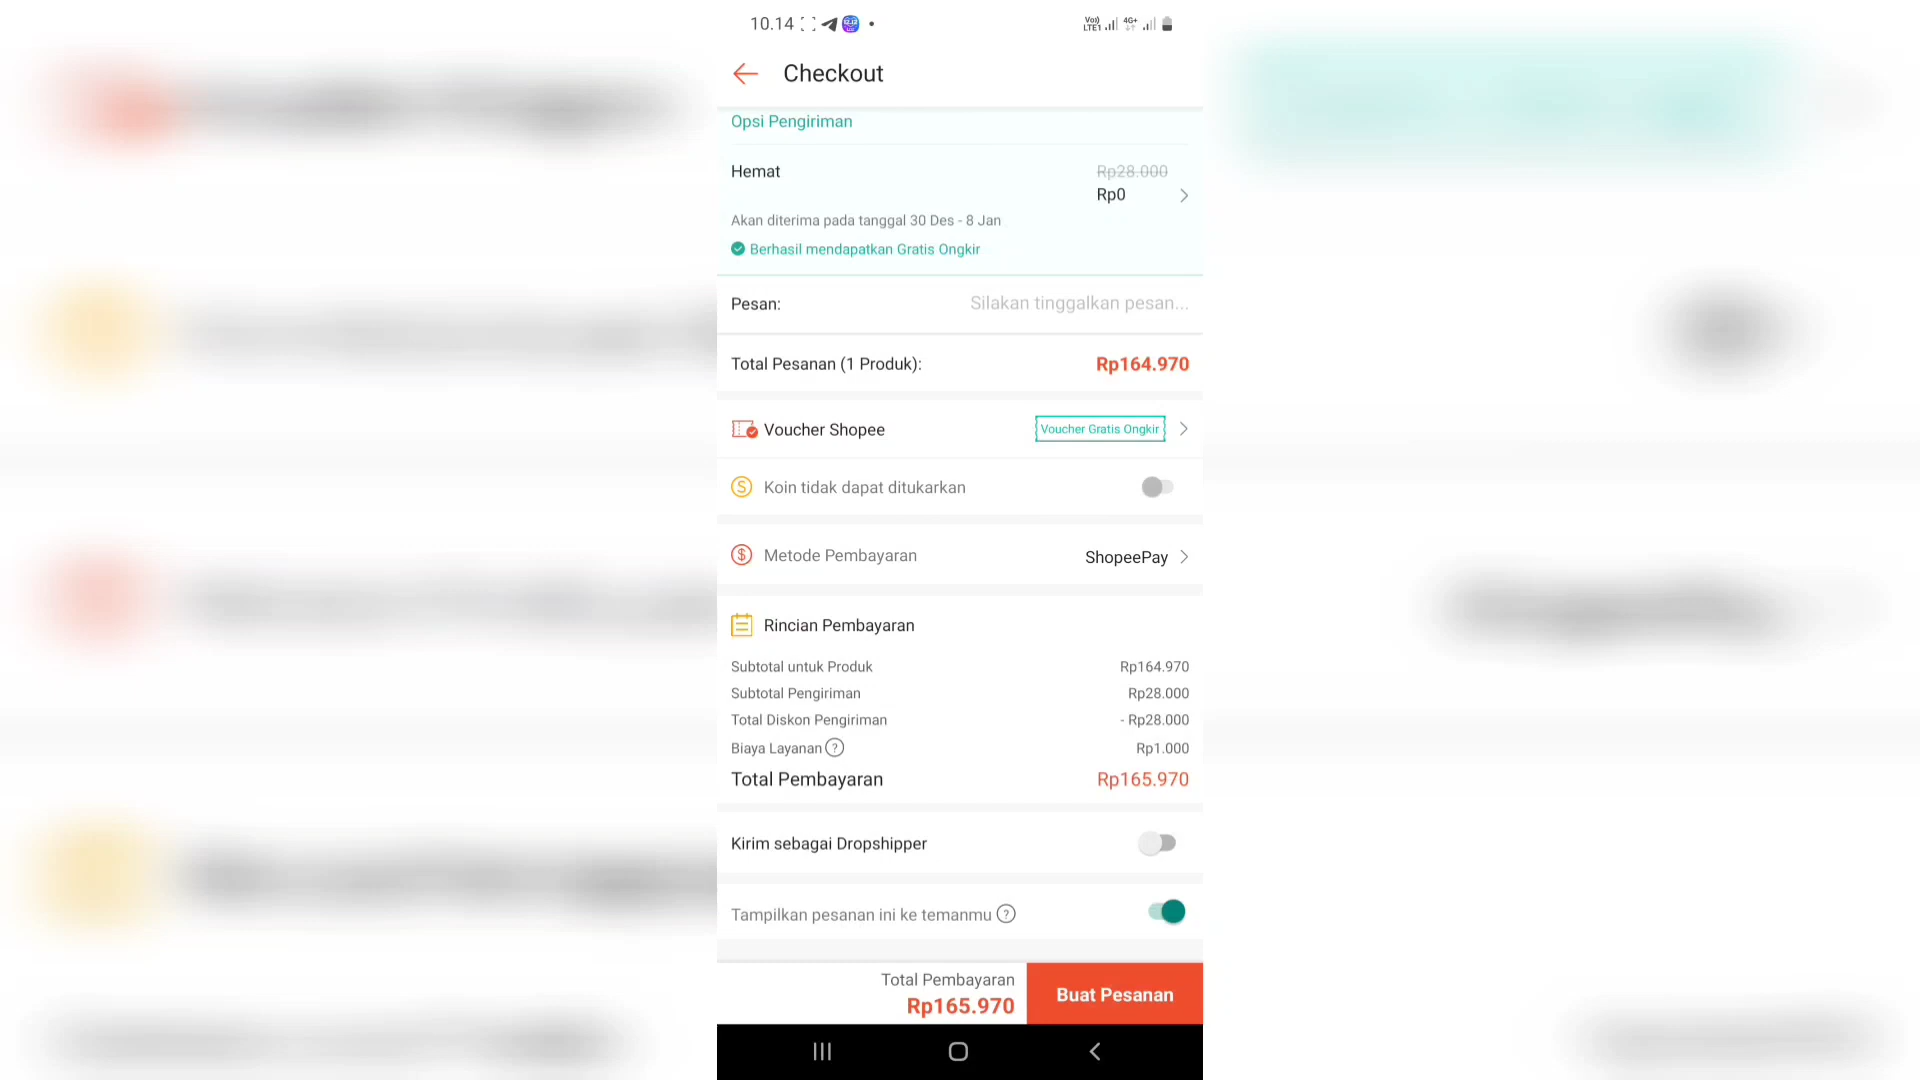 10.14
Vo)) LTE1 4G+
Checkout
Opsi Pengiriman
Hemat Rp28.000
Rp0
Akan diterima pada tanggal 30 Des - 8 Jan
Berhasil mendapatkan Gratis Ongkir
Pesan: Silakan tinggalkan pesan...
Total Pesanan (1 Produk): Rp164.970
Voucher Shopee Voucher Gratis Ongkir
Koin tidak dapat ditukarkan
Metode Pembayaran ShopeePay
Rincian Pembayaran
Subtotal untuk Produk Rp164.970
Subtotal Pengiriman Rp28.000
Total Diskon Pengiriman - Rp28.000
Biaya Layanan ? Rp1.000
Total Pembayaran Rp165.970
Kirim sebagai Dropshipper
Tampilkan pesanan ini ke temanmu ?
Total Pembayaran
Rp165.970
Buat Pesanan